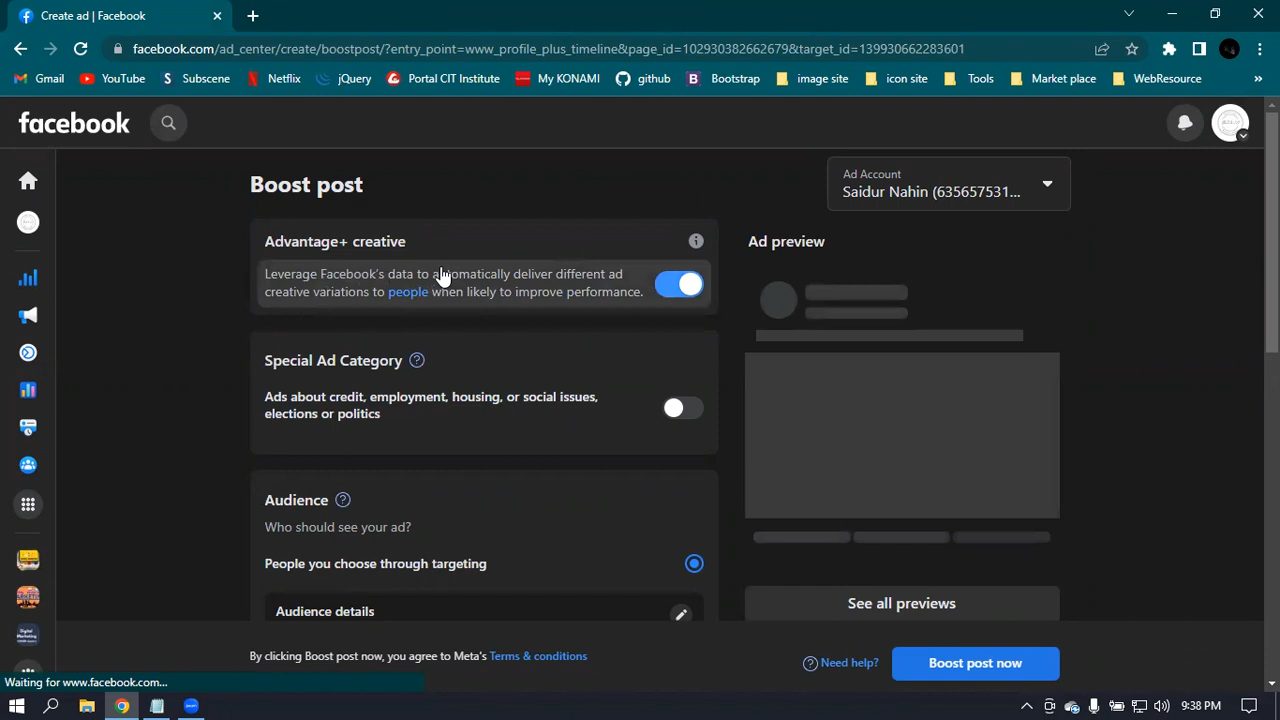 Create ad | Facebook
facebook.com/ad_center/create/boostpost/?entry_point=www_profile_plus_timeline&page_id=102930382662679&target_id=139930662283601
Gmail YouTube Subscene Netflix jQuery Portal CIT Institute My KONAMI github Bootstrap image site icon site Tools Market place WebResource »
facebook
Boost post
Ad Account
Saidur Nahin (635657531...
Advantage+ creative
Ad preview
Leverage Facebook's data to automatically deliver different ad
creative variations to people when likely to improve performance.
Special Ad Category
Ads about credit, employment, housing, or social issues,
elections or politics
Audience
Who should see your ad?
People you choose through targeting
Audience details
See all previews
By clicking Boost post now, you agree to Meta's Terms & conditions
Need help?
Boost post now
Waiting for www.facebook.com...
9:38 PM